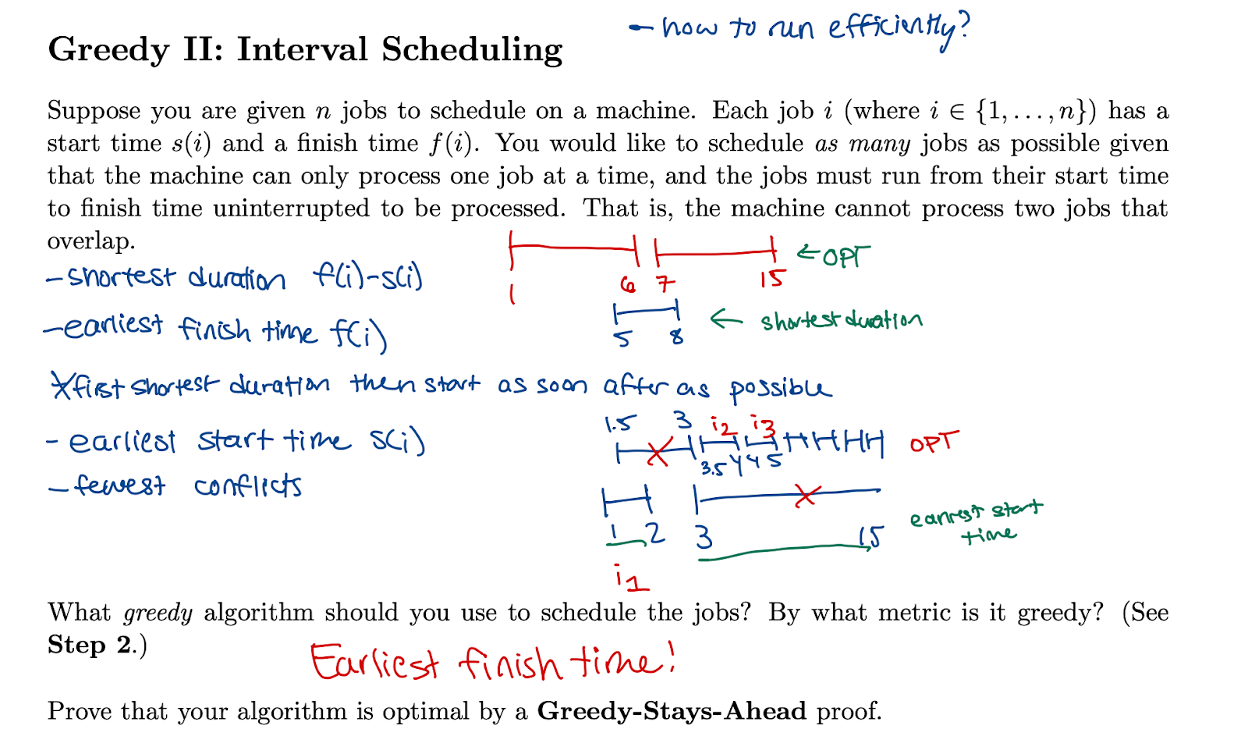 - how to run efficiently?
Greedy II: Interval Scheduling
Suppose you are given n jobs to schedule on a machine. Each job i (where i ∈ {1, . . . , n}) has a
start time s(i) and a finish time f(i). You would like to schedule as many jobs as possible given
that the machine can only process one job at a time, and the jobs must run from their start time
to finish time uninterrupted to be processed. That is, the machine cannot process two jobs that
overlap.
← OPT
- shortest duration f(i)-s(i)
1 6 7 15
- earliest finish time f(i)
← shortest duration
5 8
X first shortest duration then start as soon after as possible
1.5 3 i2 i3
- earliest start time s(i)
OPT
3.5 4 4 5
- fewest conflicts
earliest start
time
1 2 3 15
i1
What greedy algorithm should you use to schedule the jobs? By what metric is it greedy? (See
Step 2.)
Earliest finish time!
Prove that your algorithm is optimal by a Greedy-Stays-Ahead proof.